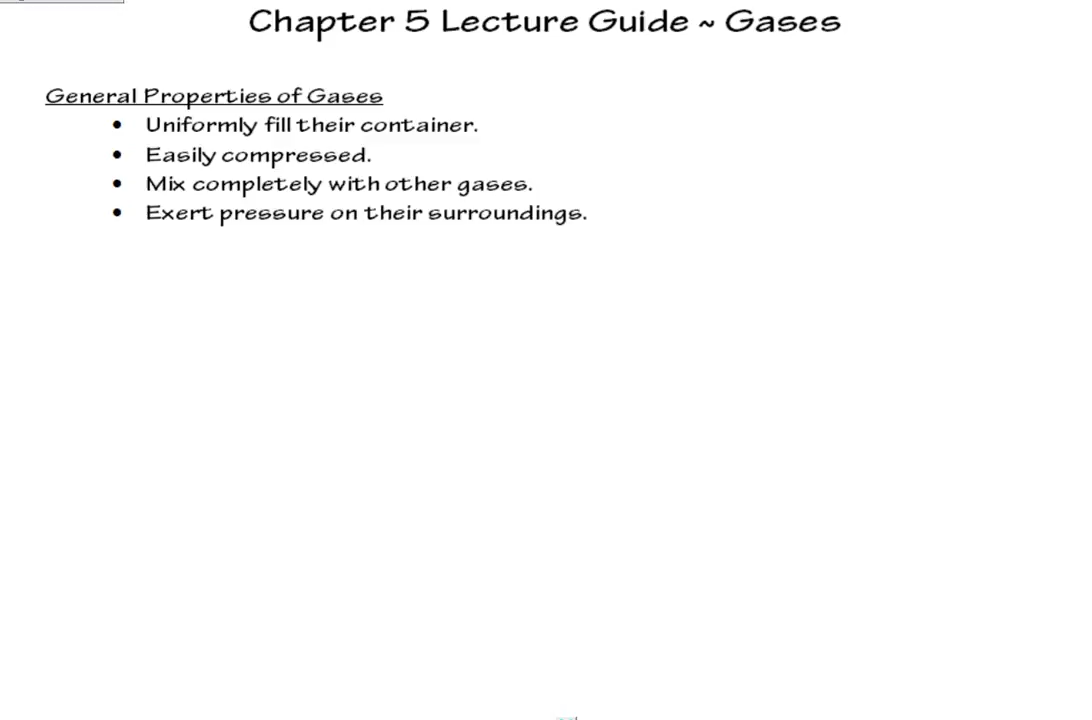 Chapter 5 Lecture Guide ~ Gases
General Properties of Gases
• Uniformly fill their container.
• Easily compressed.
• Mix completely with other gases.
• Exert pressure on their surroundings.